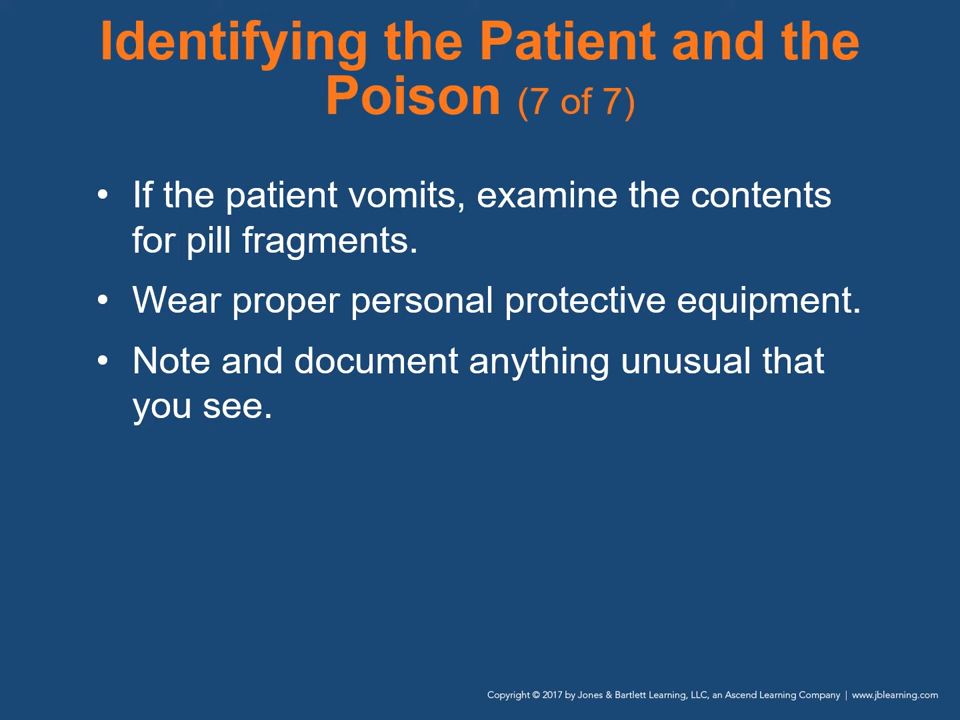 Identifying the Patient and the
Poison (7 of 7)
• If the patient vomits, examine the contents
for pill fragments.
• Wear proper personal protective equipment.
• Note and document anything unusual that
you see.
Copyright © 2017 by Jones & Bartlett Learning, LLC, an Ascend Learning Company | www.jblearning.com